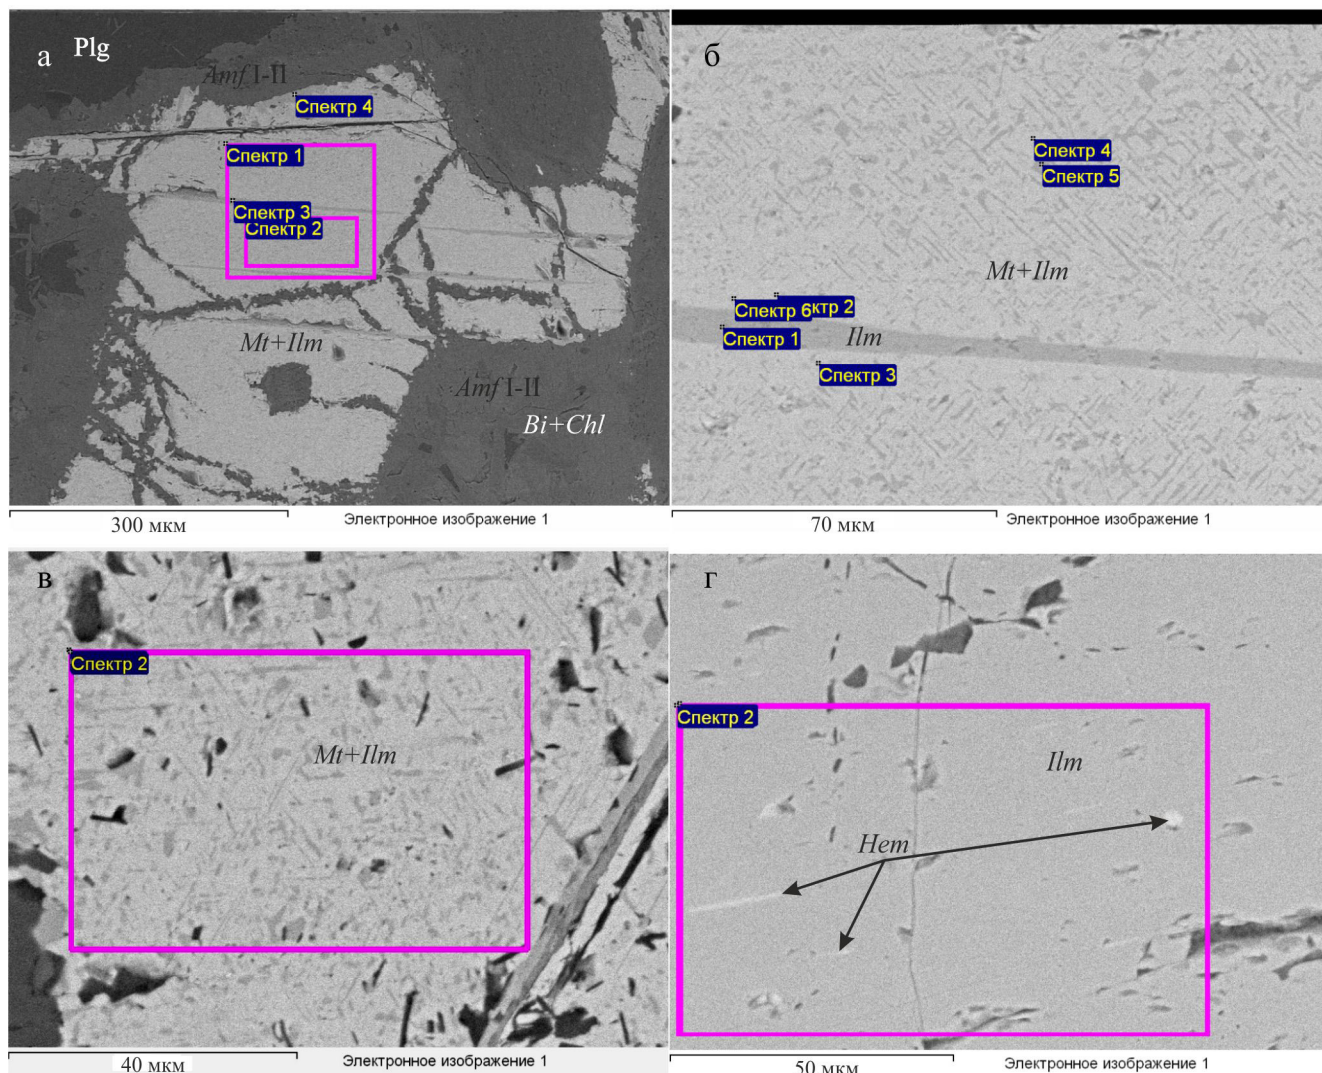 а
Plg
Amf I-II
Спектр 4
Спектр 1
Спектр 3
Спектр 2
Mt+Ilm
Amf I-II
Bi+Chl
300 мкм
Электронное изображение 1
б
Спектр 4
Спектр 5
Mt+Ilm
Спектр 6 ктр 2
Спектр 1
Ilm
Спектр 3
70 мкм
Электронное изображение 1
в
Спектр 2
Mt+Ilm
40 мкм
Электронное изображение 1
г
Спектр 2
Ilm
Hem
50 мкм
Электронное изображение 1